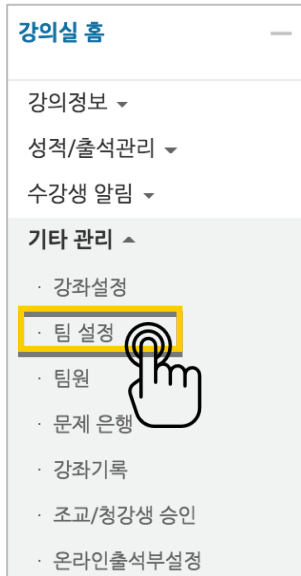 강의실 홈
강의정보
성적/출석관리
수강생 알림
기타 관리
· 강좌설정
· 팀 설정
· 팀원
· 문제 은행
· 강좌기록
· 조교/청강생 승인
· 온라인출석부설정